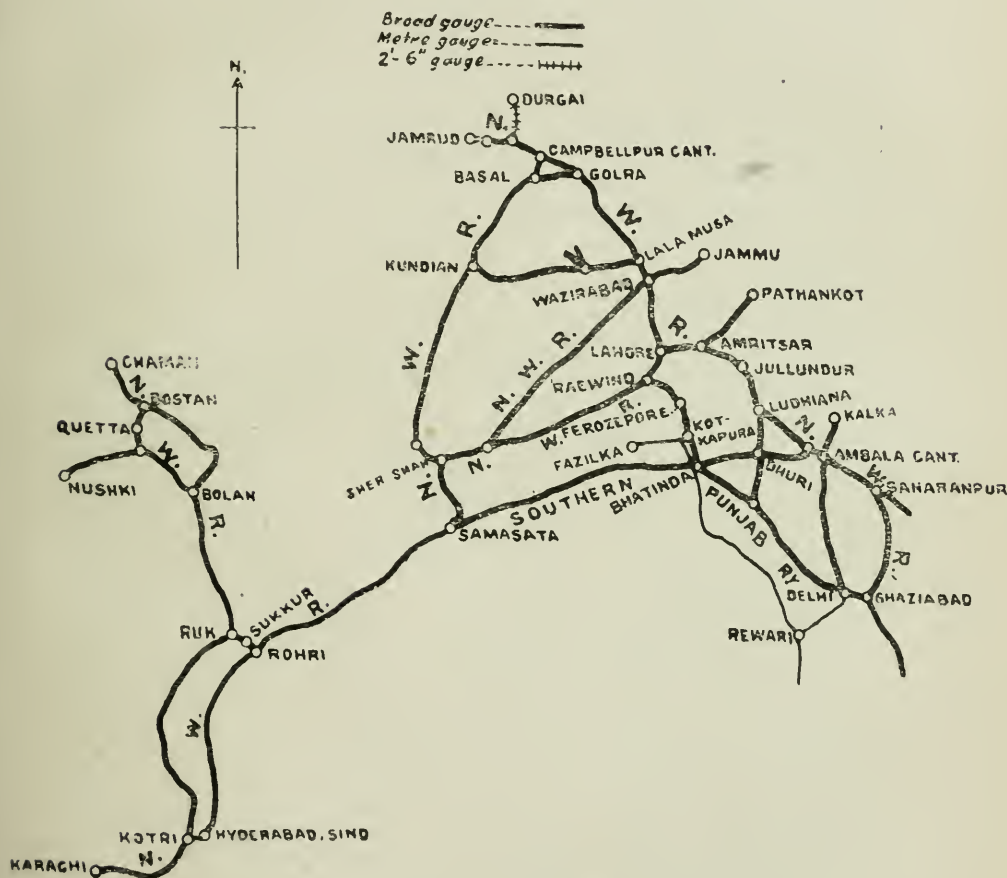 Broad gauge
Metre gauge
2'-6" gauge
N.
DURGAI
N.
JAMRUD
CAMPBELLPUR CANT.
BASAL
GOLRA
R.
W.
LALA MUSA
N
JAMMU
KUNDIAN
WAZIRABAD
PATHANKOT
R.
R.
W.
N. W.
LAHORE
AMRITSAR
CHAMAN
JULLUNDUR
N.
RAEWIND
BOSTAN
R.
LUDHIANA
QUETTA
W. FEROZEPORE.
KOT-
KAPURA
N.
KALKA
W.
N.
FAZILKA
SHER SHAH
DHURI
AMBALA CANT.
NUSHKI
BOLAN
N.
W.
SAHARANPUR
R.
SOUTHERN
BHATINDA
PUNJAB
RY.
SAMASATA
R.
DELHI
GHAZIABAD
RUK
SUKKUR
R.
REWARI
ROHRI
W.
KOTRI
HYDERABAD, SIND
N.
KARACHI